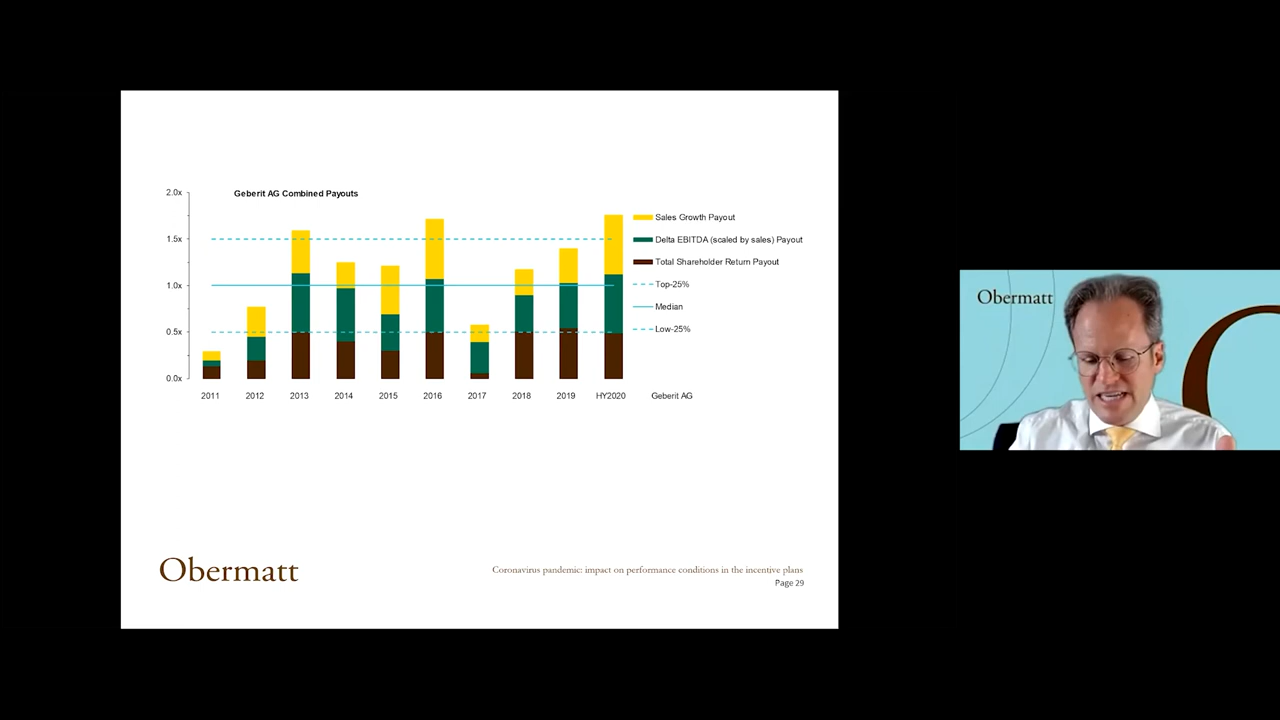 Geberit AG Combined Payouts
2.0x
1.5x
1.0x
0.5x
0.0x
2011 2012 2013 2014 2015 2016 2017 2018 2019 HY2020 Geberit AG
Sales Growth Payout
Delta EBITDA (scaled by sales) Payout
Total Shareholder Return Payout
Top-25%
Median
Low-25%
Obermatt
Coronavirus pandemic: impact on performance conditions in the incentive plans
Page 29
Obermatt